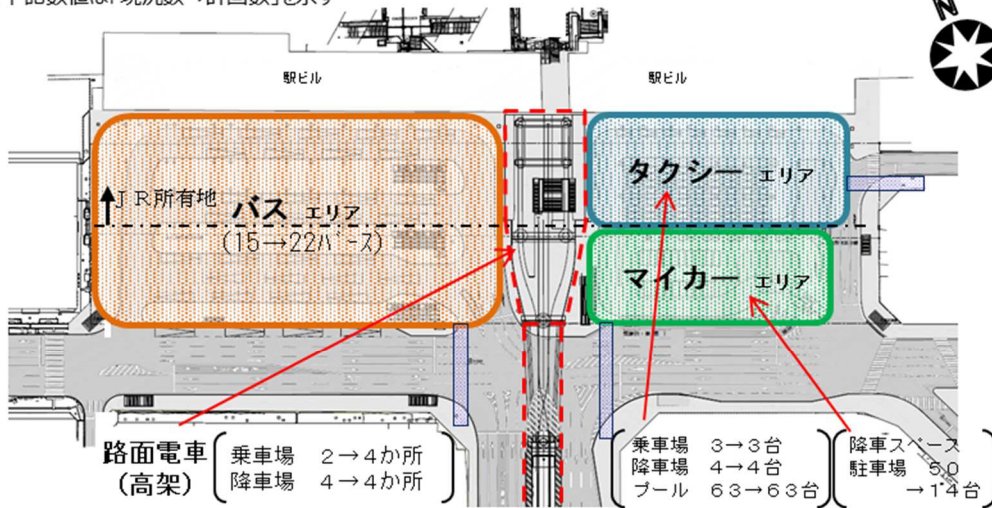 下記数値は、「現況数→計画数」を示す
N
駅ビル
駅ビル
JR所有地
バス エリア
(15→22バース)
タクシー エリア
マイカー エリア
路面電車
(高架)
乗車場 2→4か所
降車場 4→4か所
乗車場 3→3台
降車場 4→4台
プール 63→63台
降車スペース
駐車場 50
→14台